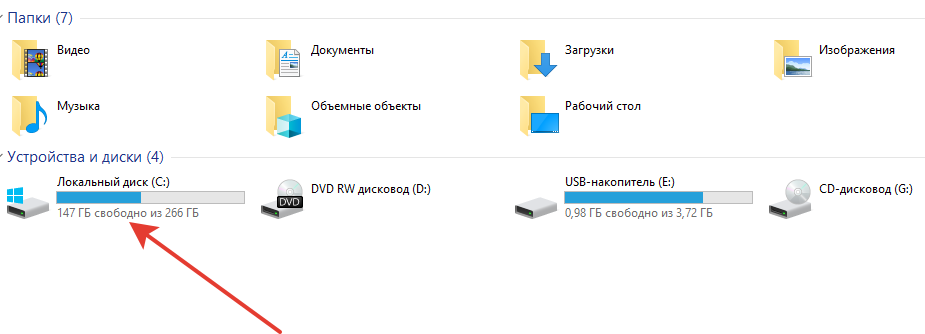 Папки (7)
Видео
Документы
Загрузки
Изображения
Музыка
Объемные объекты
Рабочий стол
Устройства и диски (4)
Локальный диск (C:)
147 ГБ свободно из 266 ГБ
DVD RW дисковод (D:)
DVD
USB-накопитель (E:)
0,98 ГБ свободно из 3,72 ГБ
CD-дисковод (G:)